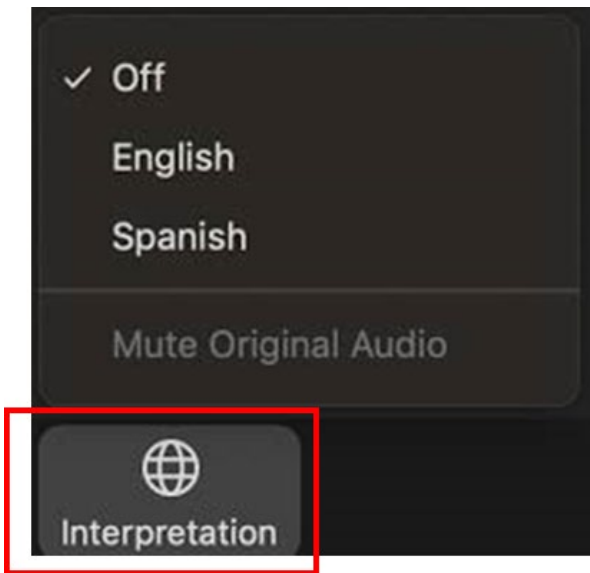 ✓ Off
English
Spanish
Mute Original Audio
Interpretation